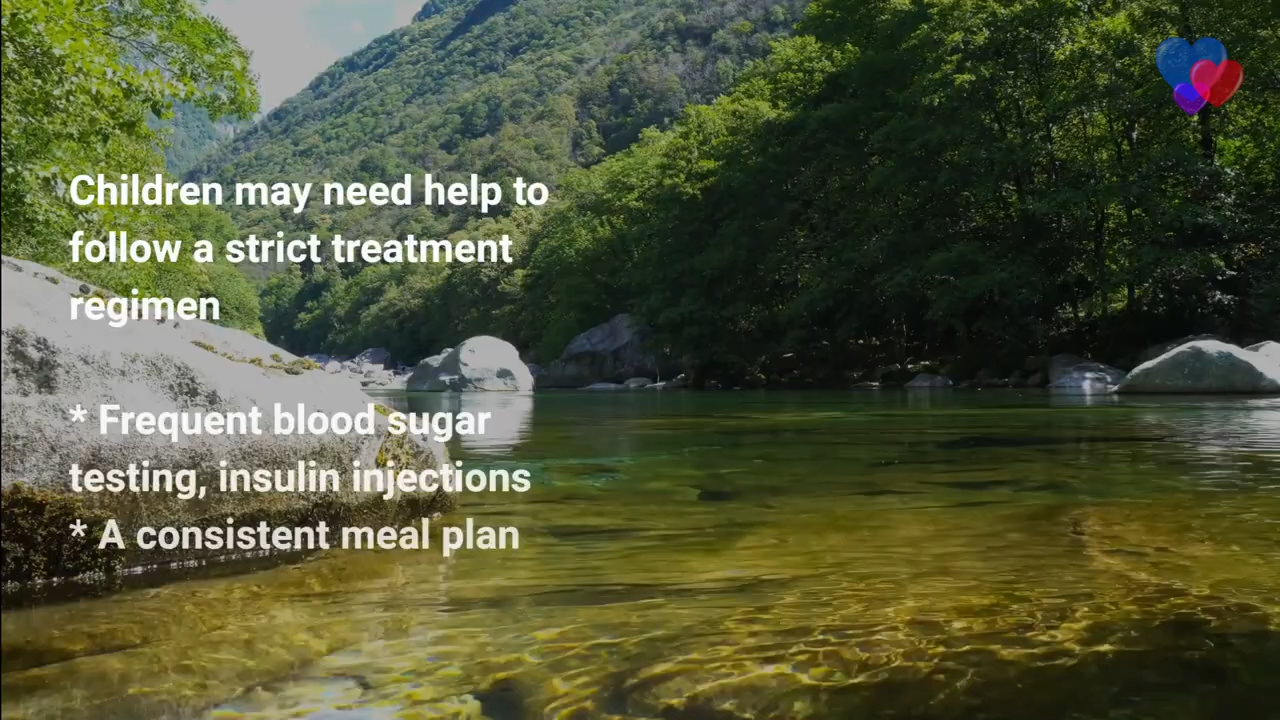 Children may need help to
follow a strict treatment
regimen
* Frequent blood sugar
testing, insulin injections
* A consistent meal plan